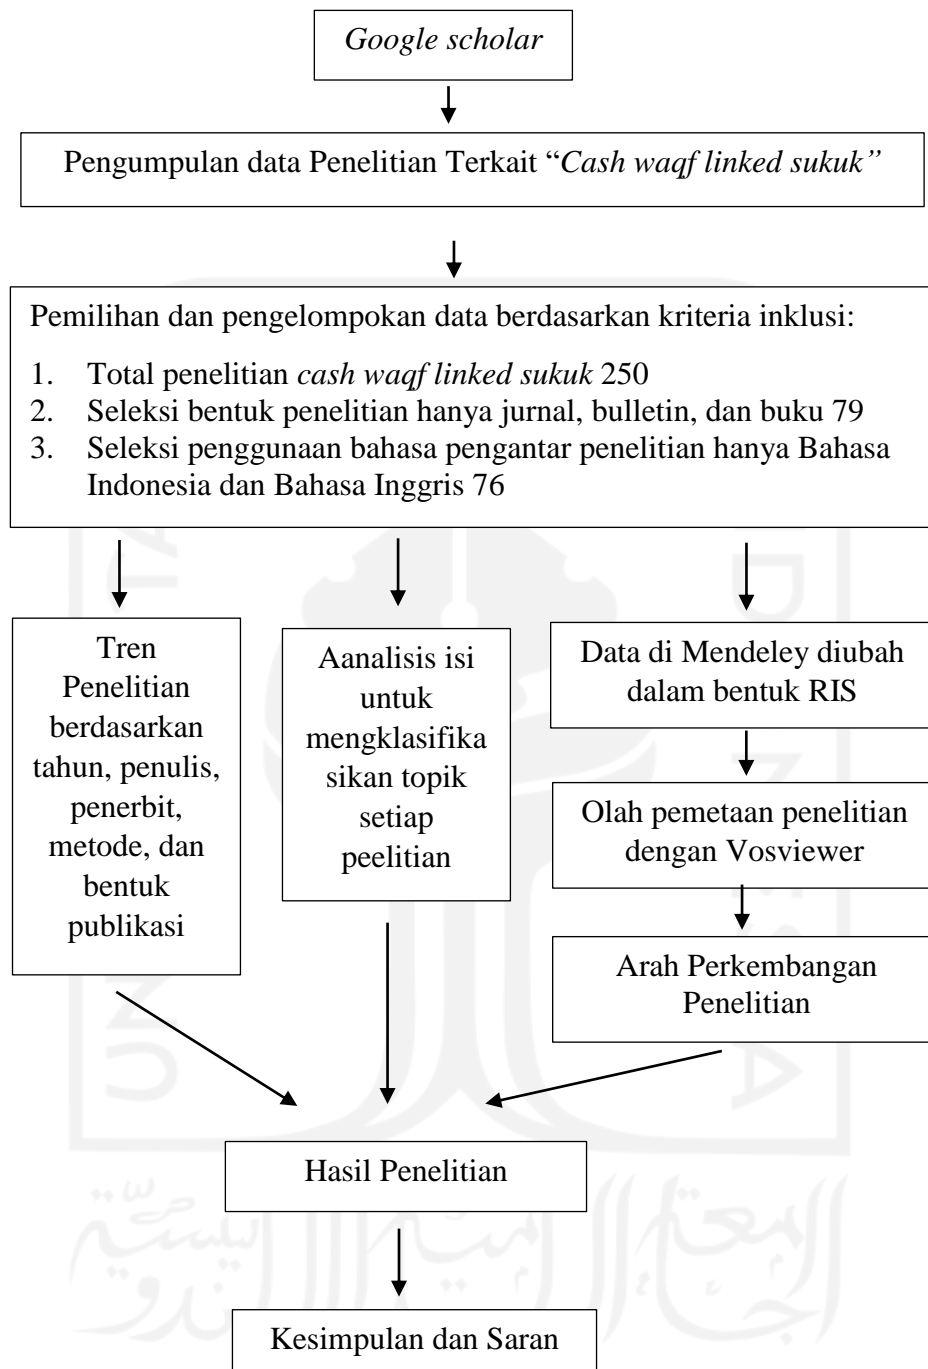 Google scholar
Pengumpulan data Penelitian Terkait “Cash waqf linked sukuk”
Pemilihan dan pengelompokan data berdasarkan kriteria inklusi:
1. Total penelitian cash waqf linked sukuk 250
2. Seleksi bentuk penelitian hanya jurnal, bulletin, dan buku 79
3. Seleksi penggunaan bahasa pengantar penelitian hanya Bahasa
Indonesia dan Bahasa Inggris 76
Tren
Penelitian
berdasarkan
tahun, penulis,
penerbit,
metode, dan
bentuk
publikasi
Aanalisis isi
untuk
mengklasifika
sikan topik
setiap
peelitian
Data di Mendeley diubah
dalam bentuk RIS
Olah pemetaan penelitian
dengan Vosviewer
Arah Perkembangan
Penelitian
Hasil Penelitian
Kesimpulan dan Saran